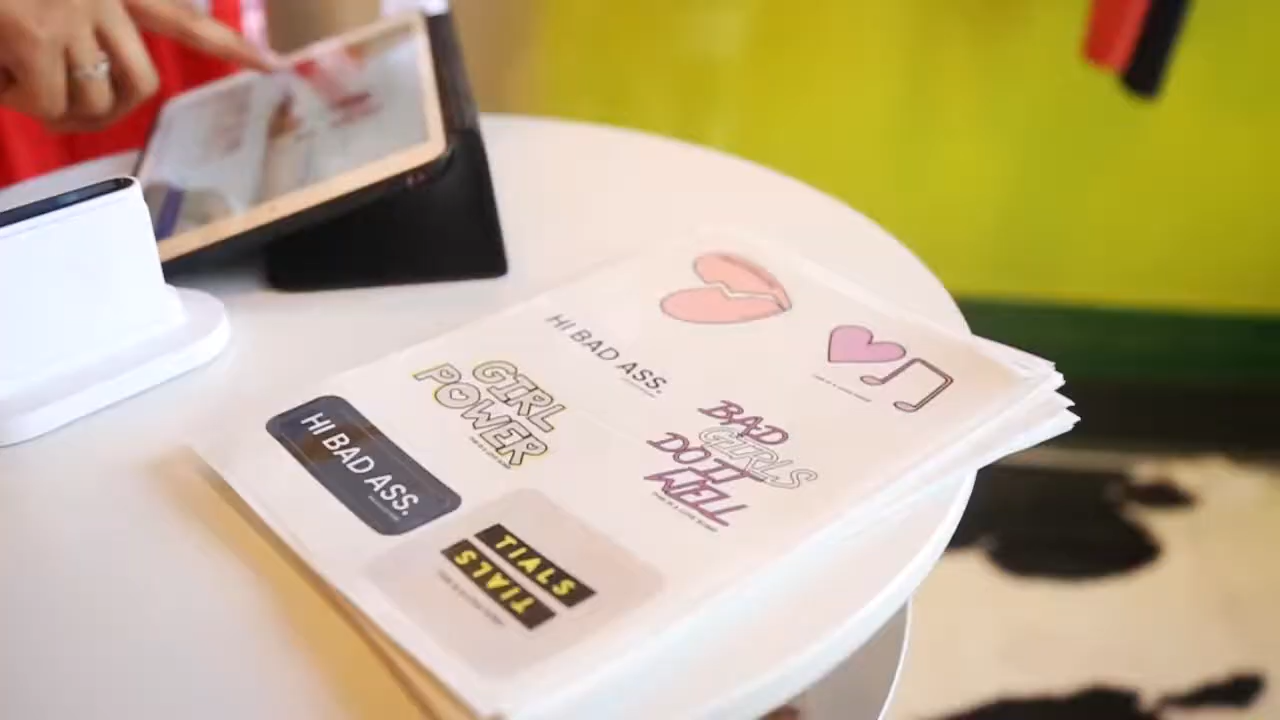 HI BAD ASS.
GIRL
POWER
HI BAD ASS.
BAD
GIRLS
DO IT
WELL
TIALS
TIALS